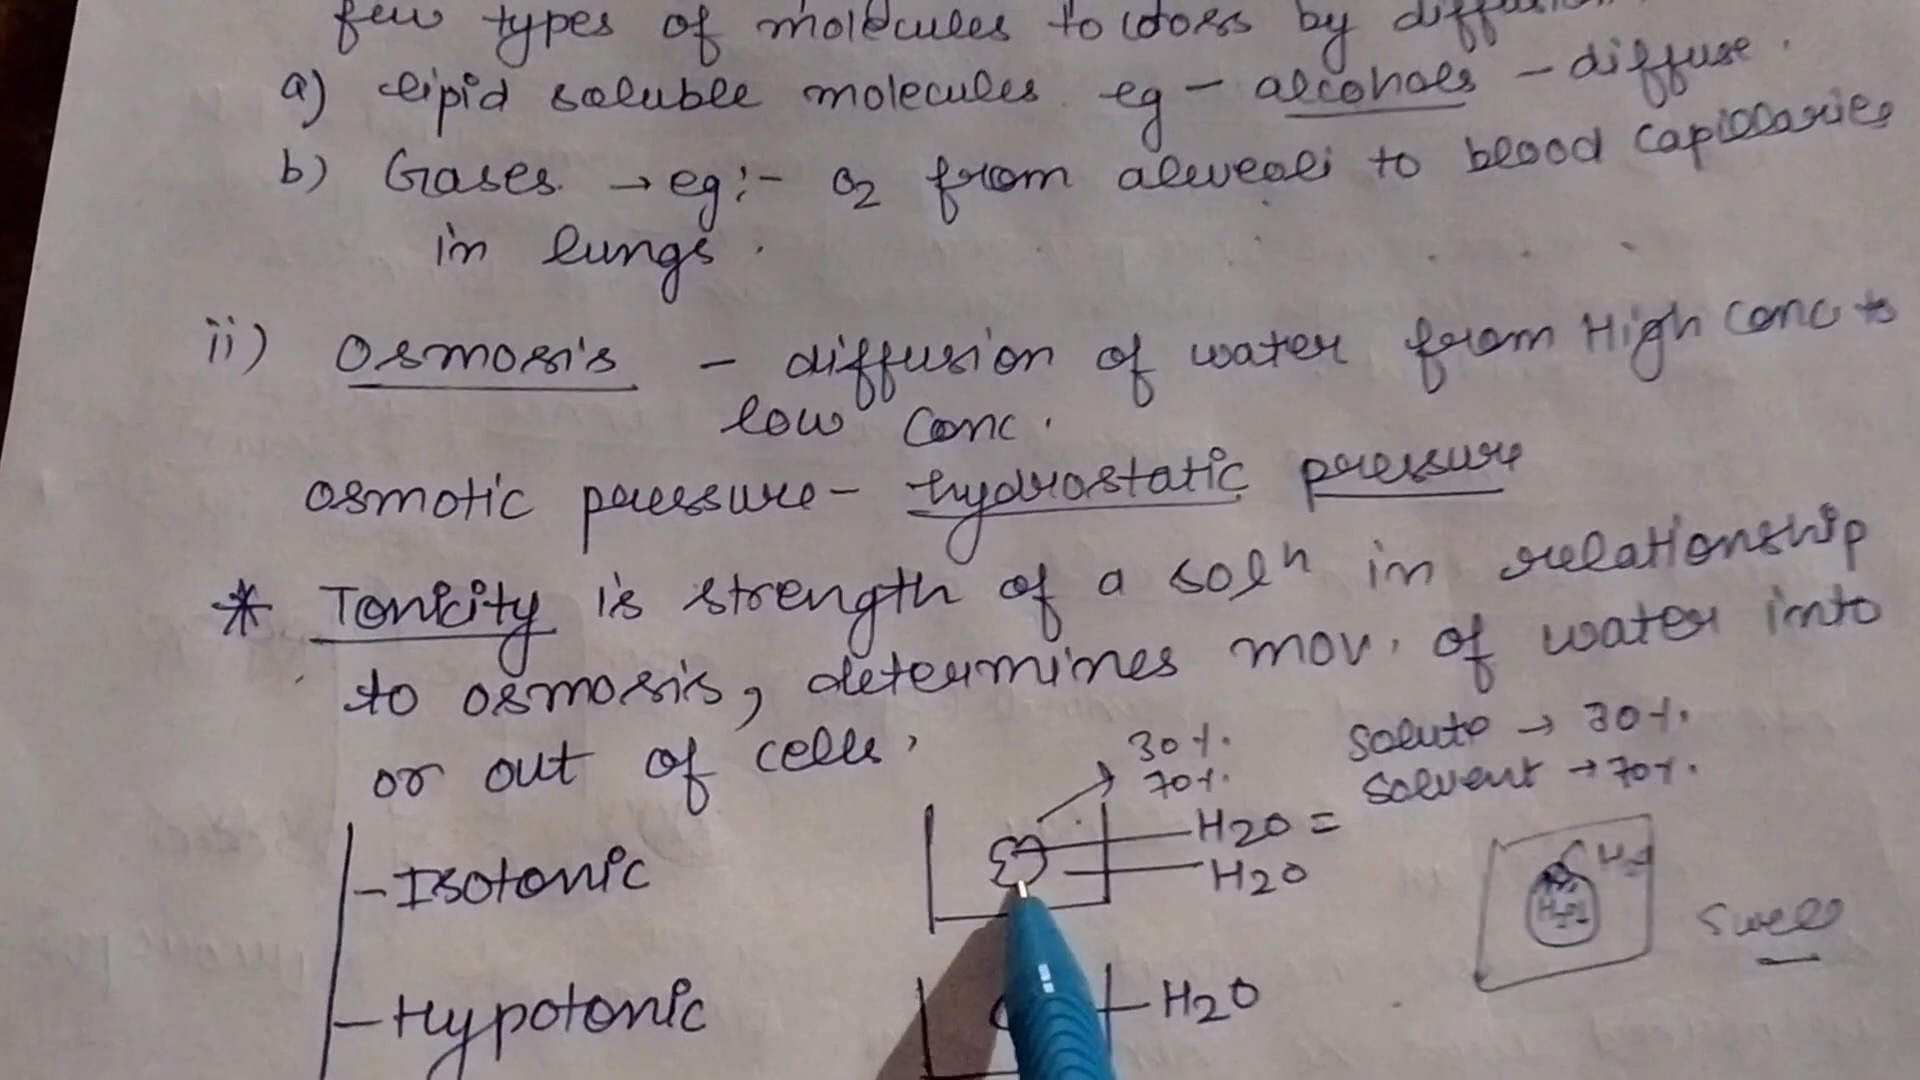 few types of molecules to cross by diffusion
a) lipid soluble molecules eg - alcohols - diffuse.
b) Gases → eg:- O2 from alveoli to blood capillaries
in lungs.
ii) Osmosis - diffusion of water from High conc to
low conc.
osmotic pressure - hydrostatic pressure
* Tonicity is strength of a solⁿ in relationship
to osmosis, determines mov. of water into
or out of cells,
30%.
70%.
Solute → 30%.
Solvent → 70%.
- Isotonic
H2O =
H2O
Swell
- Hypotonic
H2O